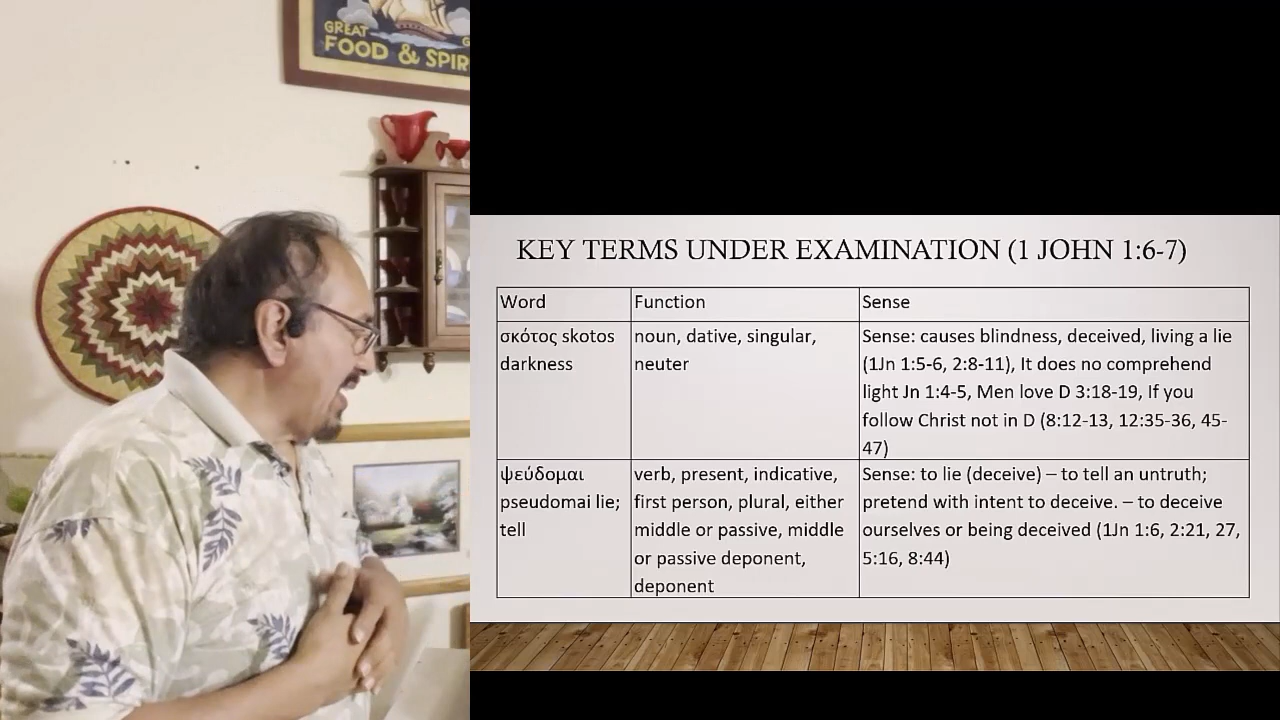 GREAT
FOOD & SPIR
KEY TERMS UNDER EXAMINATION (1 JOHN 1:6-7)
Word
Function
Sense
σκότος skotos
darkness
noun, dative, singular,
neuter
Sense: causes blindness, deceived, living a lie
(1Jn 1:5-6, 2:8-11), It does no comprehend
light Jn 1:4-5, Men love D 3:18-19, If you
follow Christ not in D (8:12-13, 12:35-36, 45-
47)
ψεύδομαι
pseudomai lie;
tell
verb, present, indicative,
first person, plural, either
middle or passive, middle
or passive deponent,
deponent
Sense: to lie (deceive) – to tell an untruth;
pretend with intent to deceive. – to deceive
ourselves or being deceived (1Jn 1:6, 2:21, 27,
5:16, 8:44)